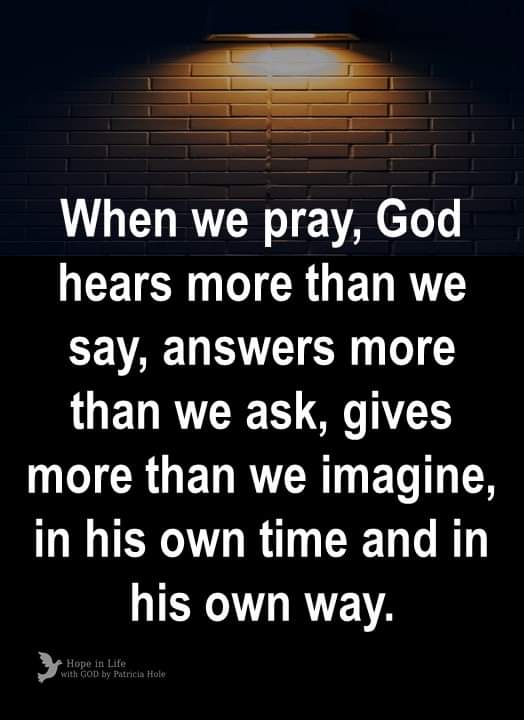 When we pray, God
hears more than we
say, answers more
than we ask, gives
more than we imagine,
in his own time and in
his own way.
Hope in Life
with GOD by Patricia Hole